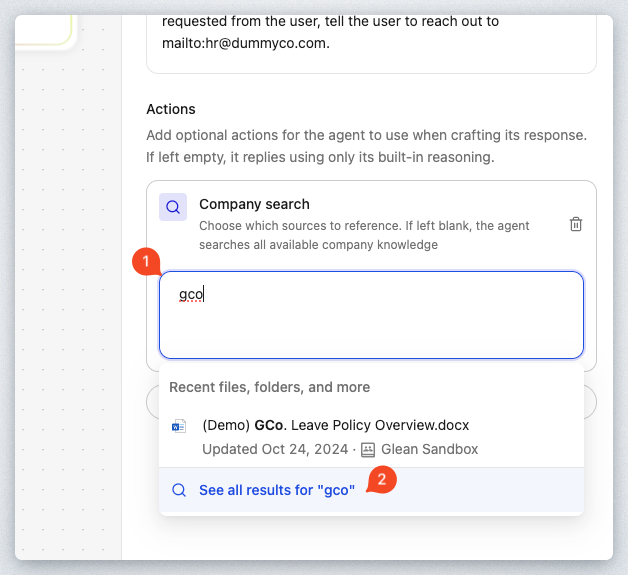 requested from the user, tell the user to reach out to
mailto:hr@dummyco.com.
Actions
Add optional actions for the agent to use when crafting its response.
If left empty, it replies using only its built-in reasoning.
Company search
Choose which sources to reference. If left blank, the agent
searches all available company knowledge
1
gco
Recent files, folders, and more
(Demo) GCo. Leave Policy Overview.docx
Updated Oct 24, 2024 · Glean Sandbox
See all results for "gco"
2